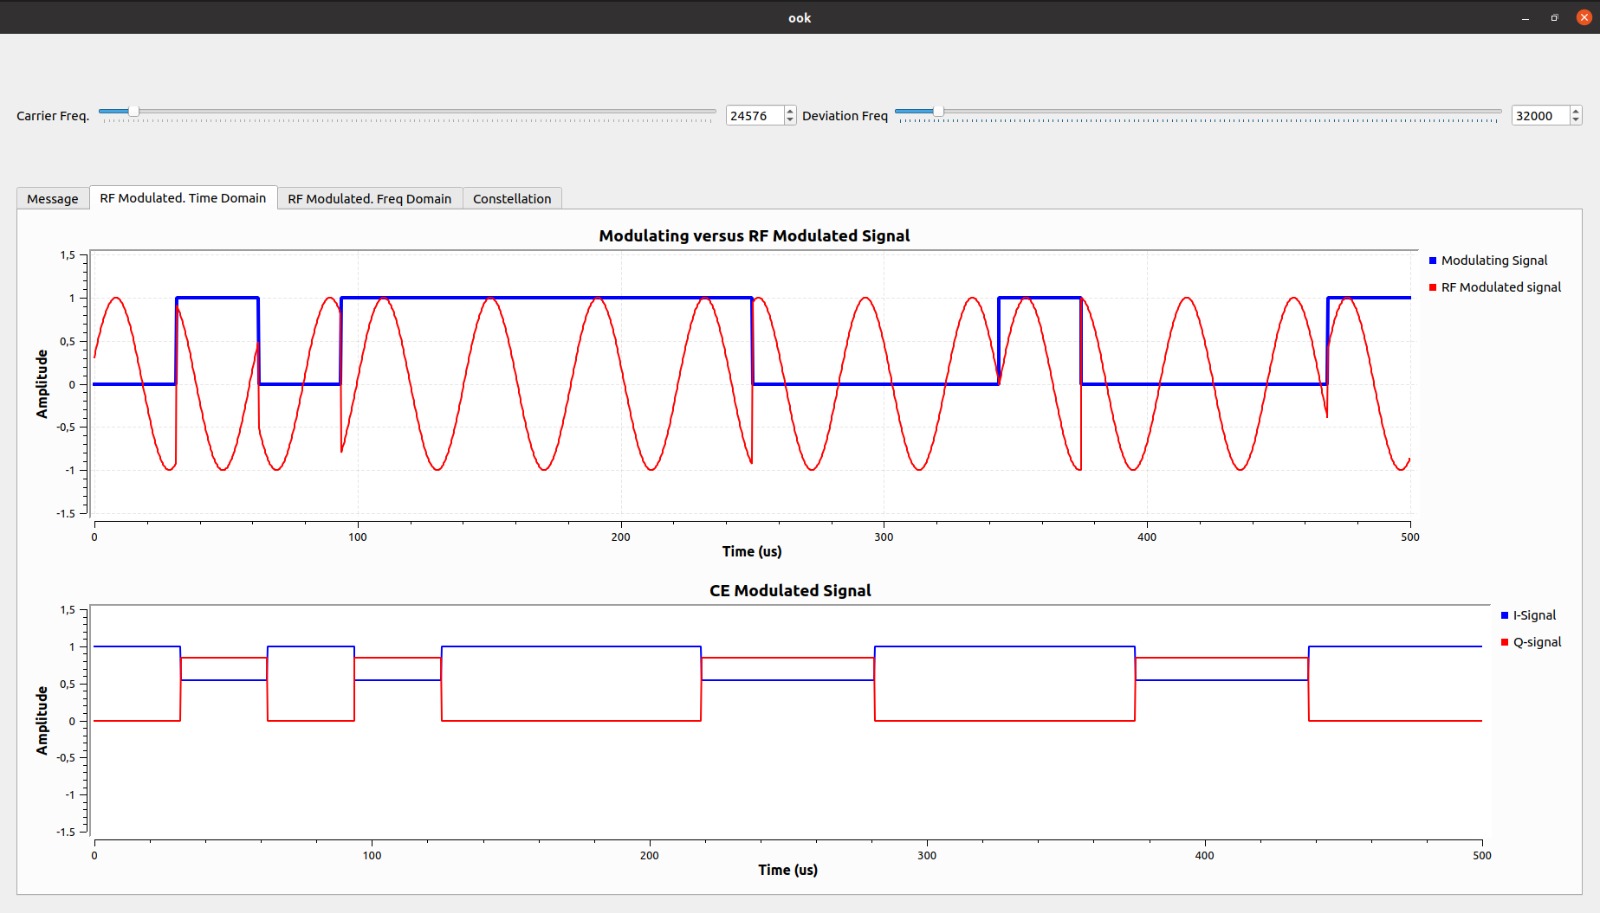 ook
Carrier Freq. 24576 Deviation Freq 32000
Message RF Modulated. Time Domain RF Modulated. Freq Domain Constellation
Modulating versus RF Modulated Signal
1,5
1
0,5
0
-0,5
-1
-1.5
Amplitude
0 100 200 300 400 500
Time (us)
Modulating Signal
RF Modulated signal
CE Modulated Signal
1,5
1
0,5
0
-0,5
-1
-1.5
Amplitude
0 100 200 300 400 500
Time (us)
I-Signal
Q-signal